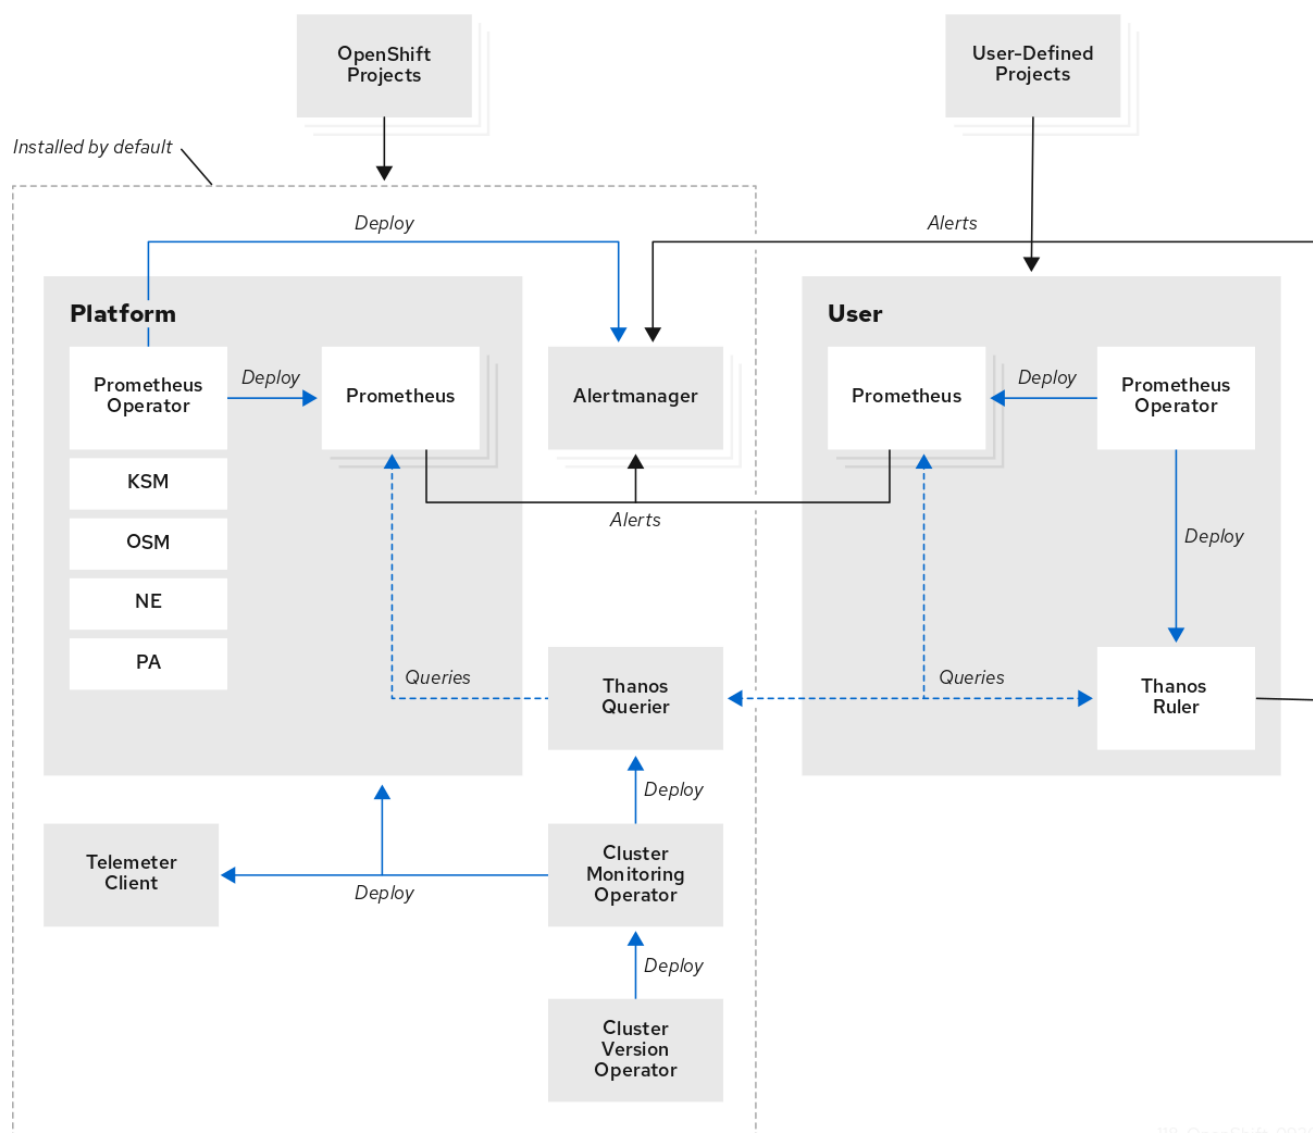 OpenShift
Projects
User-Defined
Projects
Installed by default
Deploy
Alerts
Platform
User
Prometheus
Operator
Deploy
Prometheus
Alertmanager
Prometheus
Deploy
Prometheus
Operator
KSM
OSM
NE
PA
Alerts
Deploy
Queries
Thanos
Querier
Queries
Thanos
Ruler
Deploy
Telemeter
Client
Deploy
Cluster
Monitoring
Operator
Deploy
Cluster
Version
Operator